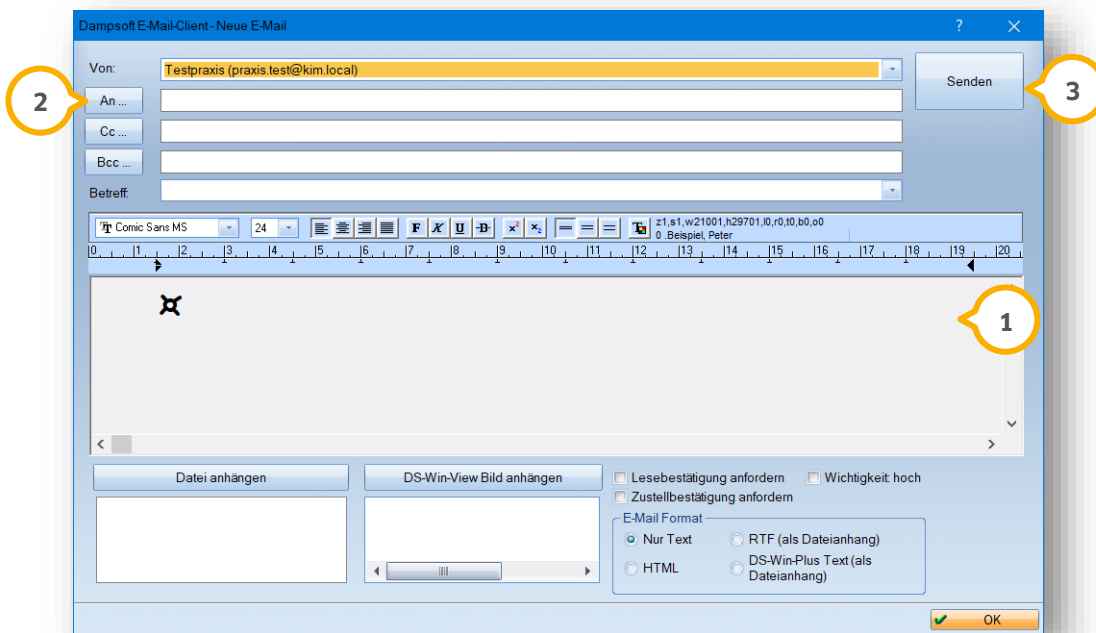 Dampsoft E-Mail-Client - Neue E-Mail
?
Von:
Testpraxis (praxis.test@kim.local)
Senden
2
An ...
3
Cc ...
Bcc ...
Betreff:
Comic Sans MS 24 F K U D x² x₂ z1,s1,w21001,h29701,l0,r0,t0,b0,o0
0 .Beispiel, Peter
0 1 2 3 4 5 6 7 8 9 10 11 12 13 14 15 16 17 18 19 20
¤
1
Datei anhängen
DS-Win-View Bild anhängen
Lesebestätigung anfordern
Wichtigkeit hoch
Zustellbestätigung anfordern
E-Mail Format
Nur Text
RTF (als Dateianhang)
HTML
DS-Win-Plus Text (als
Dateianhang)
OK